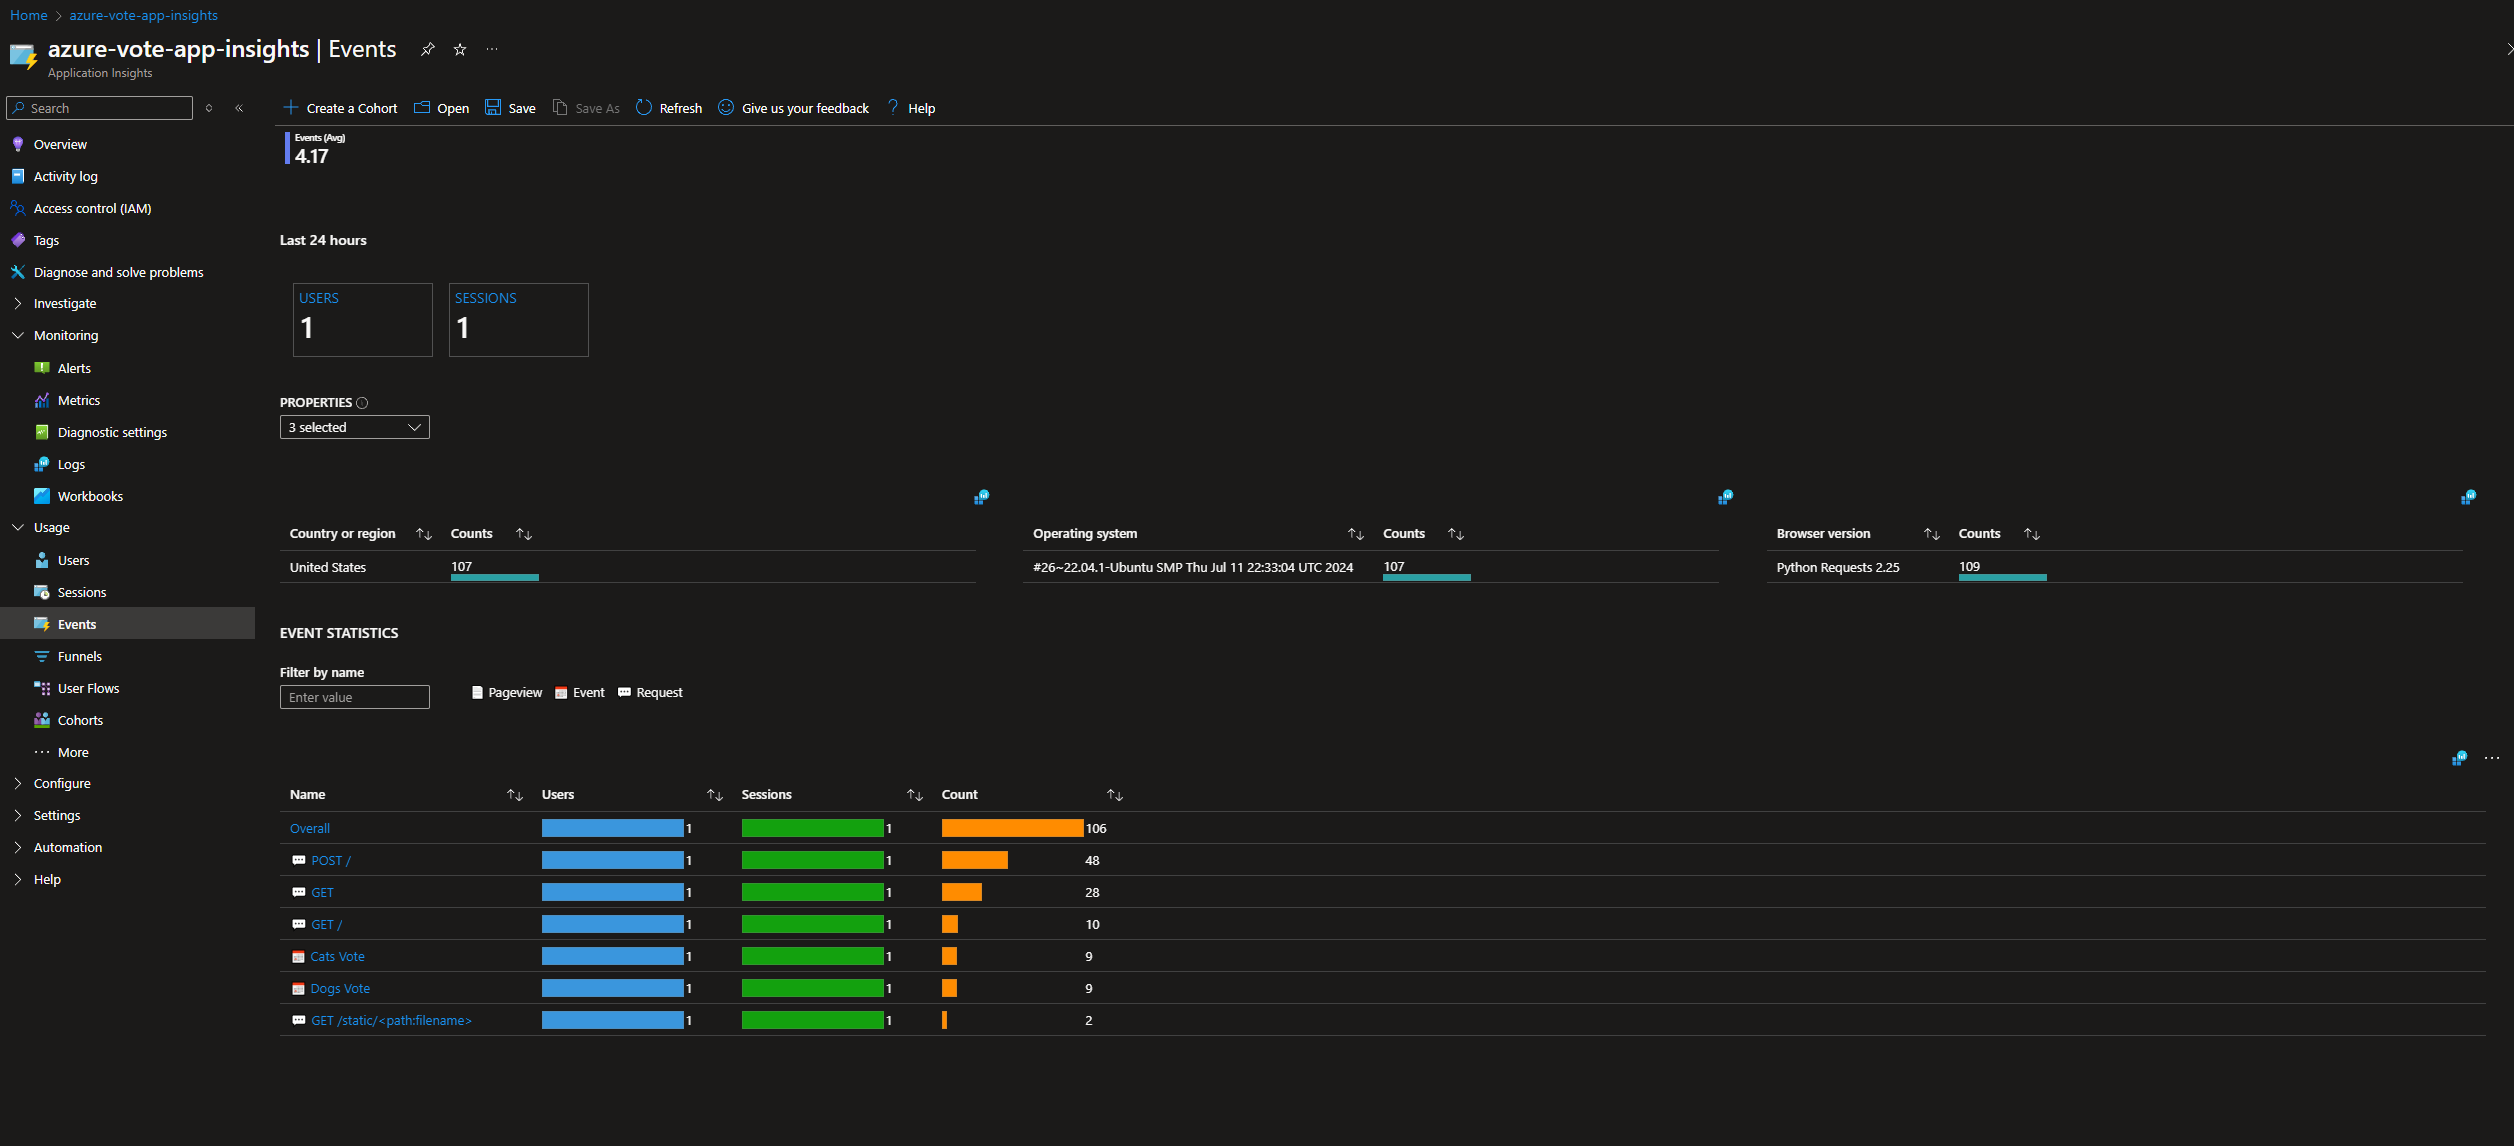 Home > azure-vote-app-insights
azure-vote-app-insights | Events ...
Application Insights
Search
Create a Cohort Open Save Save As Refresh Give us your feedback ? Help
Overview
Activity log
Access control (IAM)
Tags
Diagnose and solve problems
Investigate
Monitoring
Alerts
Metrics
Diagnostic settings
Logs
Workbooks
Usage
Users
Sessions
Events
Funnels
User Flows
Cohorts
... More
Configure
Settings
Automation
Help
Events (Avg)
4.17
Last 24 hours
USERS
1
SESSIONS
1
PROPERTIES
3 selected
Country or region Counts
United States 107
Operating system Counts
#26~22.04.1-Ubuntu SMP Thu Jul 11 22:33:04 UTC 2024 107
Browser version Counts
Python Requests 2.25 109
EVENT STATISTICS
Filter by name
Enter value
Pageview Event Request
Name Users Sessions Count
Overall 1 1 106
POST / 1 1 48
GET 1 1 28
GET / 1 1 10
Cats Vote 1 1 9
Dogs Vote 1 1 9
GET /static/<path:filename> 1 1 2